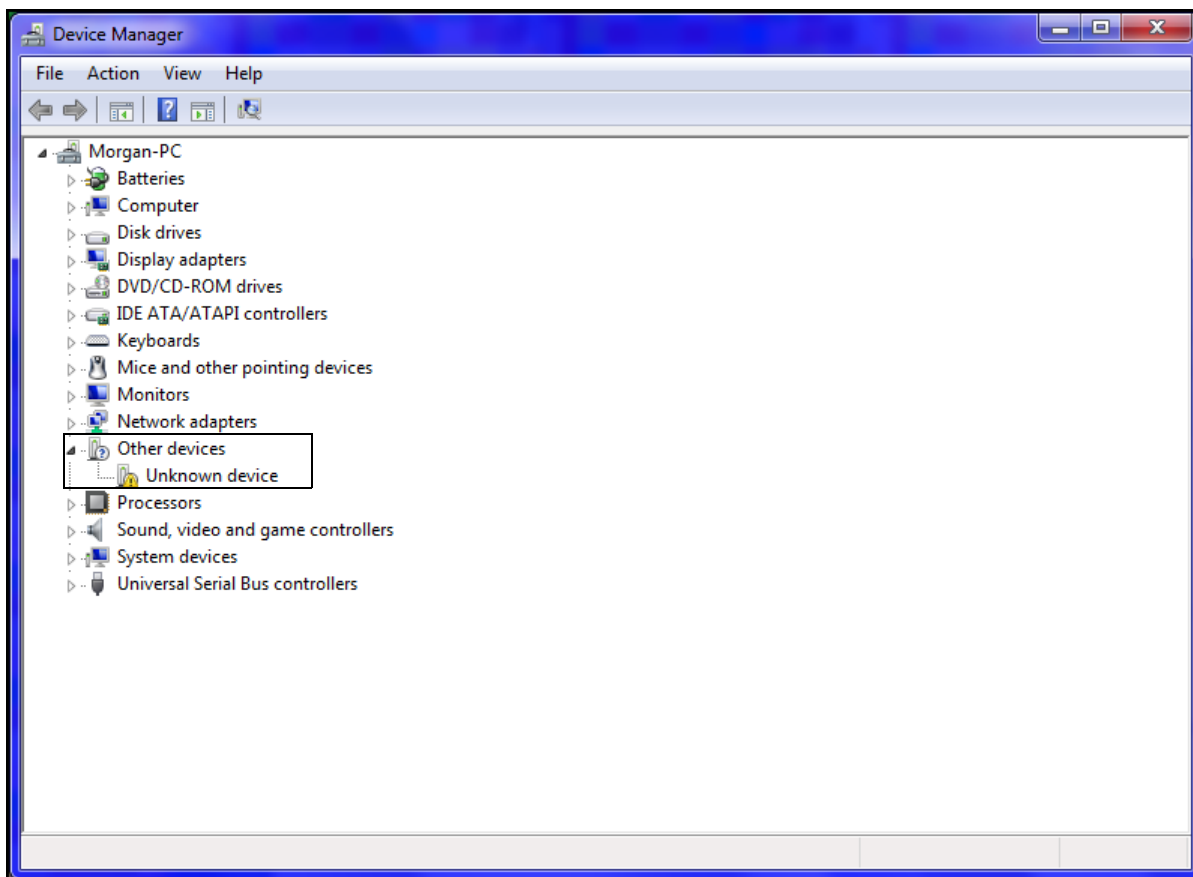 Device Manager
File Action View Help
Morgan-PC
Batteries
Computer
Disk drives
Display adapters
DVD/CD-ROM drives
IDE ATA/ATAPI controllers
Keyboards
Mice and other pointing devices
Monitors
Network adapters
Other devices
Unknown device
Processors
Sound, video and game controllers
System devices
Universal Serial Bus controllers